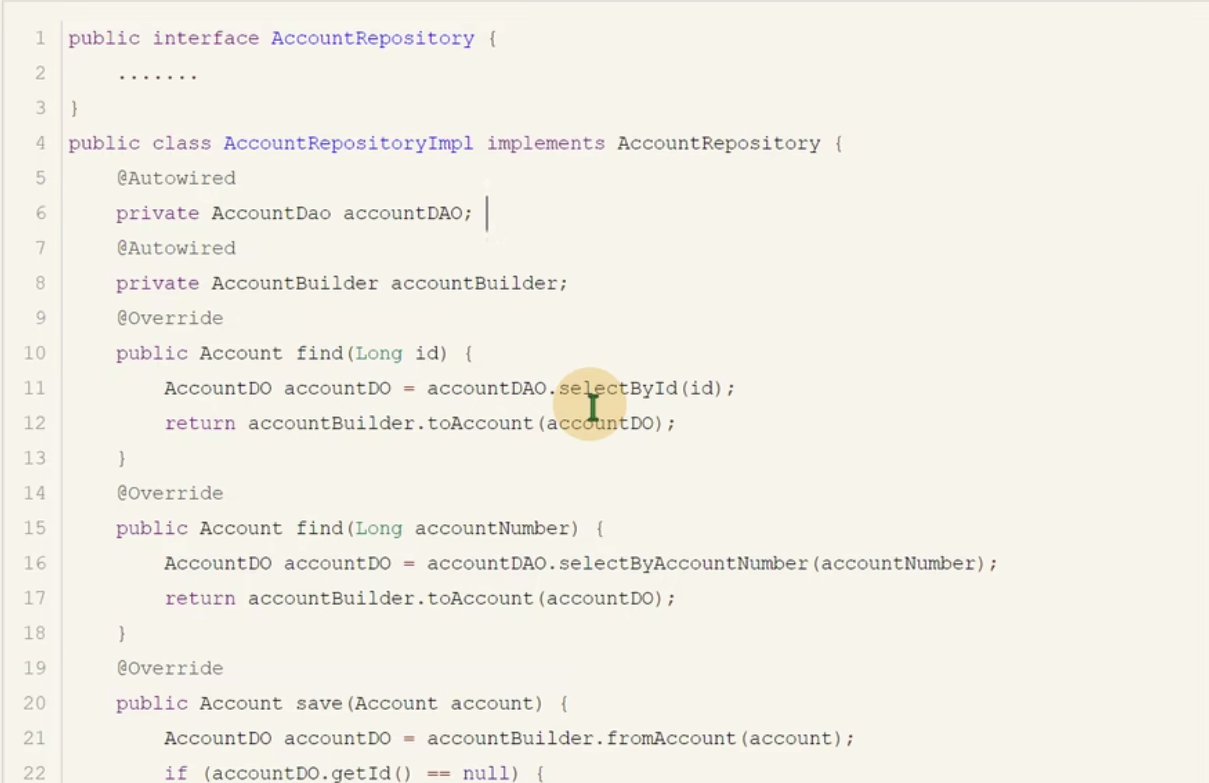 1 public interface AccountRepository {
2 .......
3 }
4 public class AccountRepositoryImpl implements AccountRepository {
5 @Autowired
6 private AccountDao accountDAO;
7 @Autowired
8 private AccountBuilder accountBuilder;
9 @Override
10 public Account find(Long id) {
11 AccountDO accountDO = accountDAO.selectById(id);
12 return accountBuilder.toAccount(accountDO);
13 }
14 @Override
15 public Account find(Long accountNumber) {
16 AccountDO accountDO = accountDAO.selectByAccountNumber(accountNumber);
17 return accountBuilder.toAccount(accountDO);
18 }
19 @Override
20 public Account save(Account account) {
21 AccountDO accountDO = accountBuilder.fromAccount(account);
22 if (accountDO.getId() == null) {